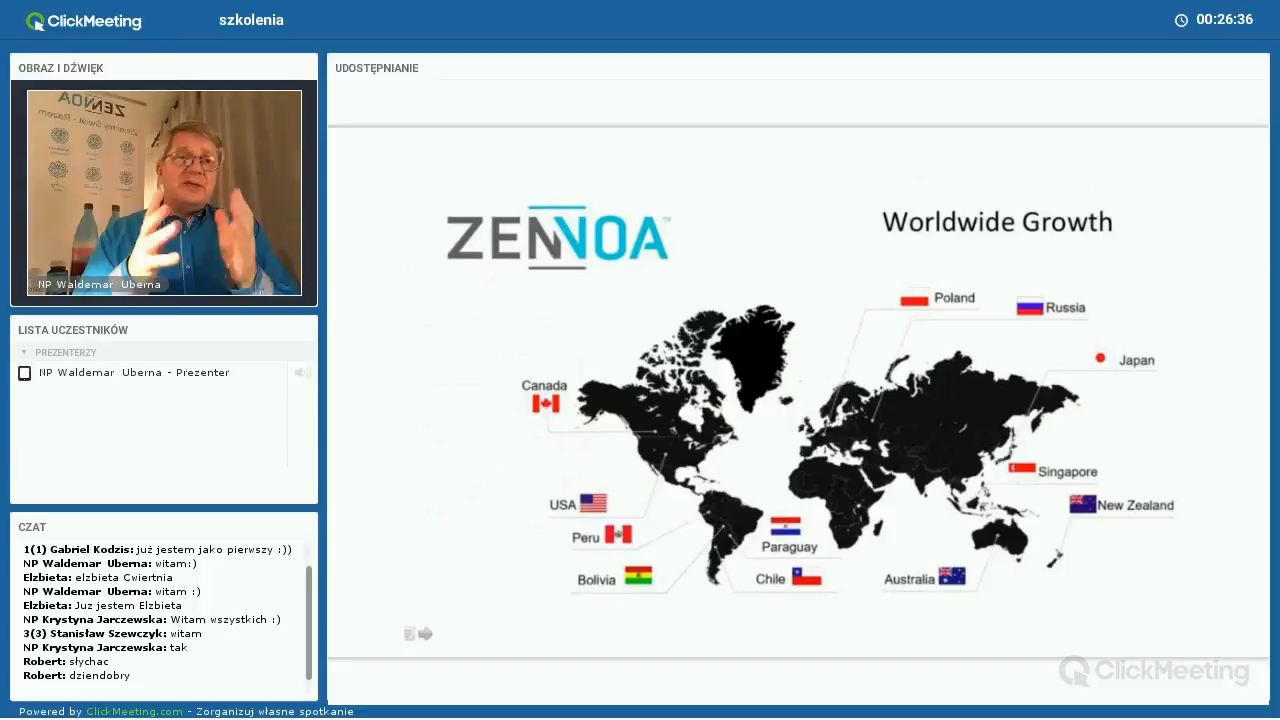 ClickMeeting
szkolenia
00:26:36
OBRAZ I DŹWIĘK
ZENNOA
Zmieńmy Świat - Razem
NP Waldemar Uberna
LISTA UCZESTNIKÓW
PREZENTERZY
NP Waldemar Uberna - Prezenter
CZAT
1(1) Gabriel Kodzis: już jestem jako pierwszy :))
NP Waldemar Uberna: witam:)
Elzbieta: elzbieta Cwiertnia
NP Waldemar Uberna: witam :)
Elzbieta: Juz jestem Elzbieta
NP Krystyna Jarczewska: Witam wszystkich :)
3(3) Stanisław Szewczyk: witam
NP Krystyna Jarczewska: tak
Robert: słychac
Robert: dziendobry
UDOSTĘPNIANIE
ZENNOA™
Worldwide Growth
Poland
Russia
Japan
Canada
Singapore
USA
New Zealand
Peru
Paraguay
Bolivia
Chile
Australia
ClickMeeting
Powered by ClickMeeting.com - Zorganizuj własne spotkanie